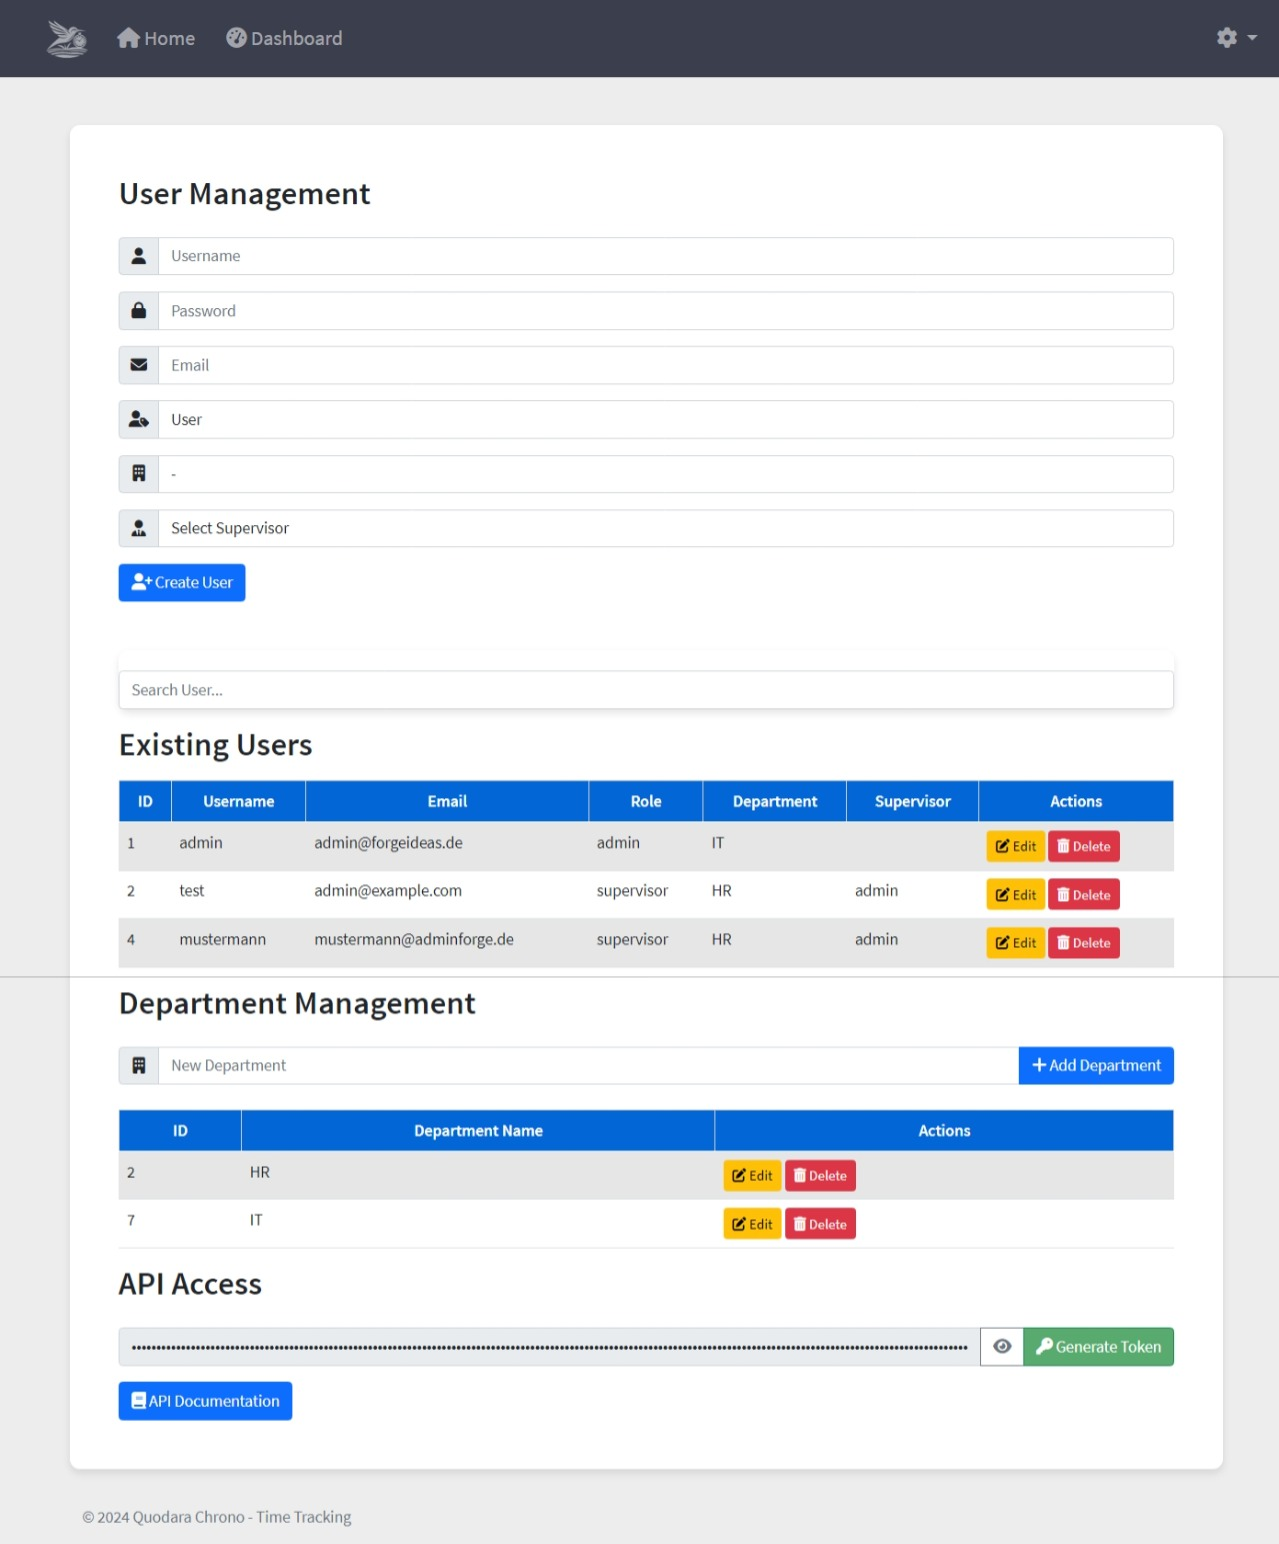 Home Dashboard
User Management
Username
Password
Email
User
-
Select Supervisor
Create User
Search User...
Existing Users
ID Username Email Role Department Supervisor Actions
1 admin admin@forgeideas.de admin IT Edit Delete
2 test admin@example.com supervisor HR admin Edit Delete
4 mustermann mustermann@adminforge.de supervisor HR admin Edit Delete
Department Management
New Department Add Department
ID Department Name Actions
2 HR Edit Delete
7 IT Edit Delete
API Access
Generate Token
API Documentation
© 2024 Quodara Chrono - Time Tracking